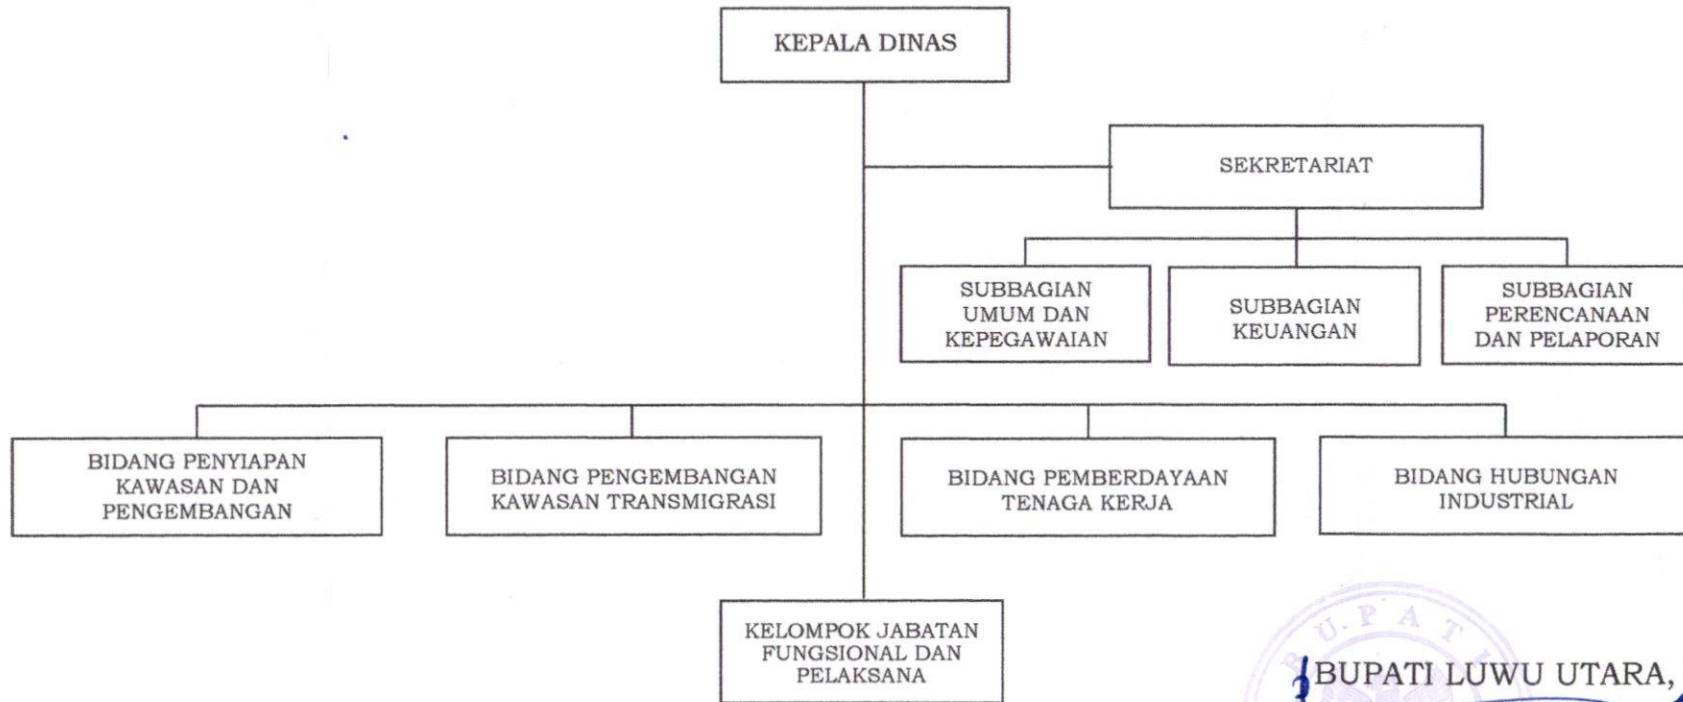 KEPALA DINAS
SEKRETARIAT
SUBBAGIAN
UMUM DAN
KEPEGAWAIAN
SUBBAGIAN
KEUANGAN
SUBBAGIAN
PERENCANAAN
DAN PELAPORAN
BIDANG PENYIAPAN
KAWASAN DAN
PENGEMBANGAN
BIDANG PENGEMBANGAN
KAWASAN TRANSMIGRASI
BIDANG PEMBERDAYAAN
TENAGA KERJA
BIDANG HUBUNGAN
INDUSTRIAL
KELOMPOK JABATAN
FUNGSIONAL DAN
PELAKSANA
BUPATI
BUPATI LUWU UTARA,